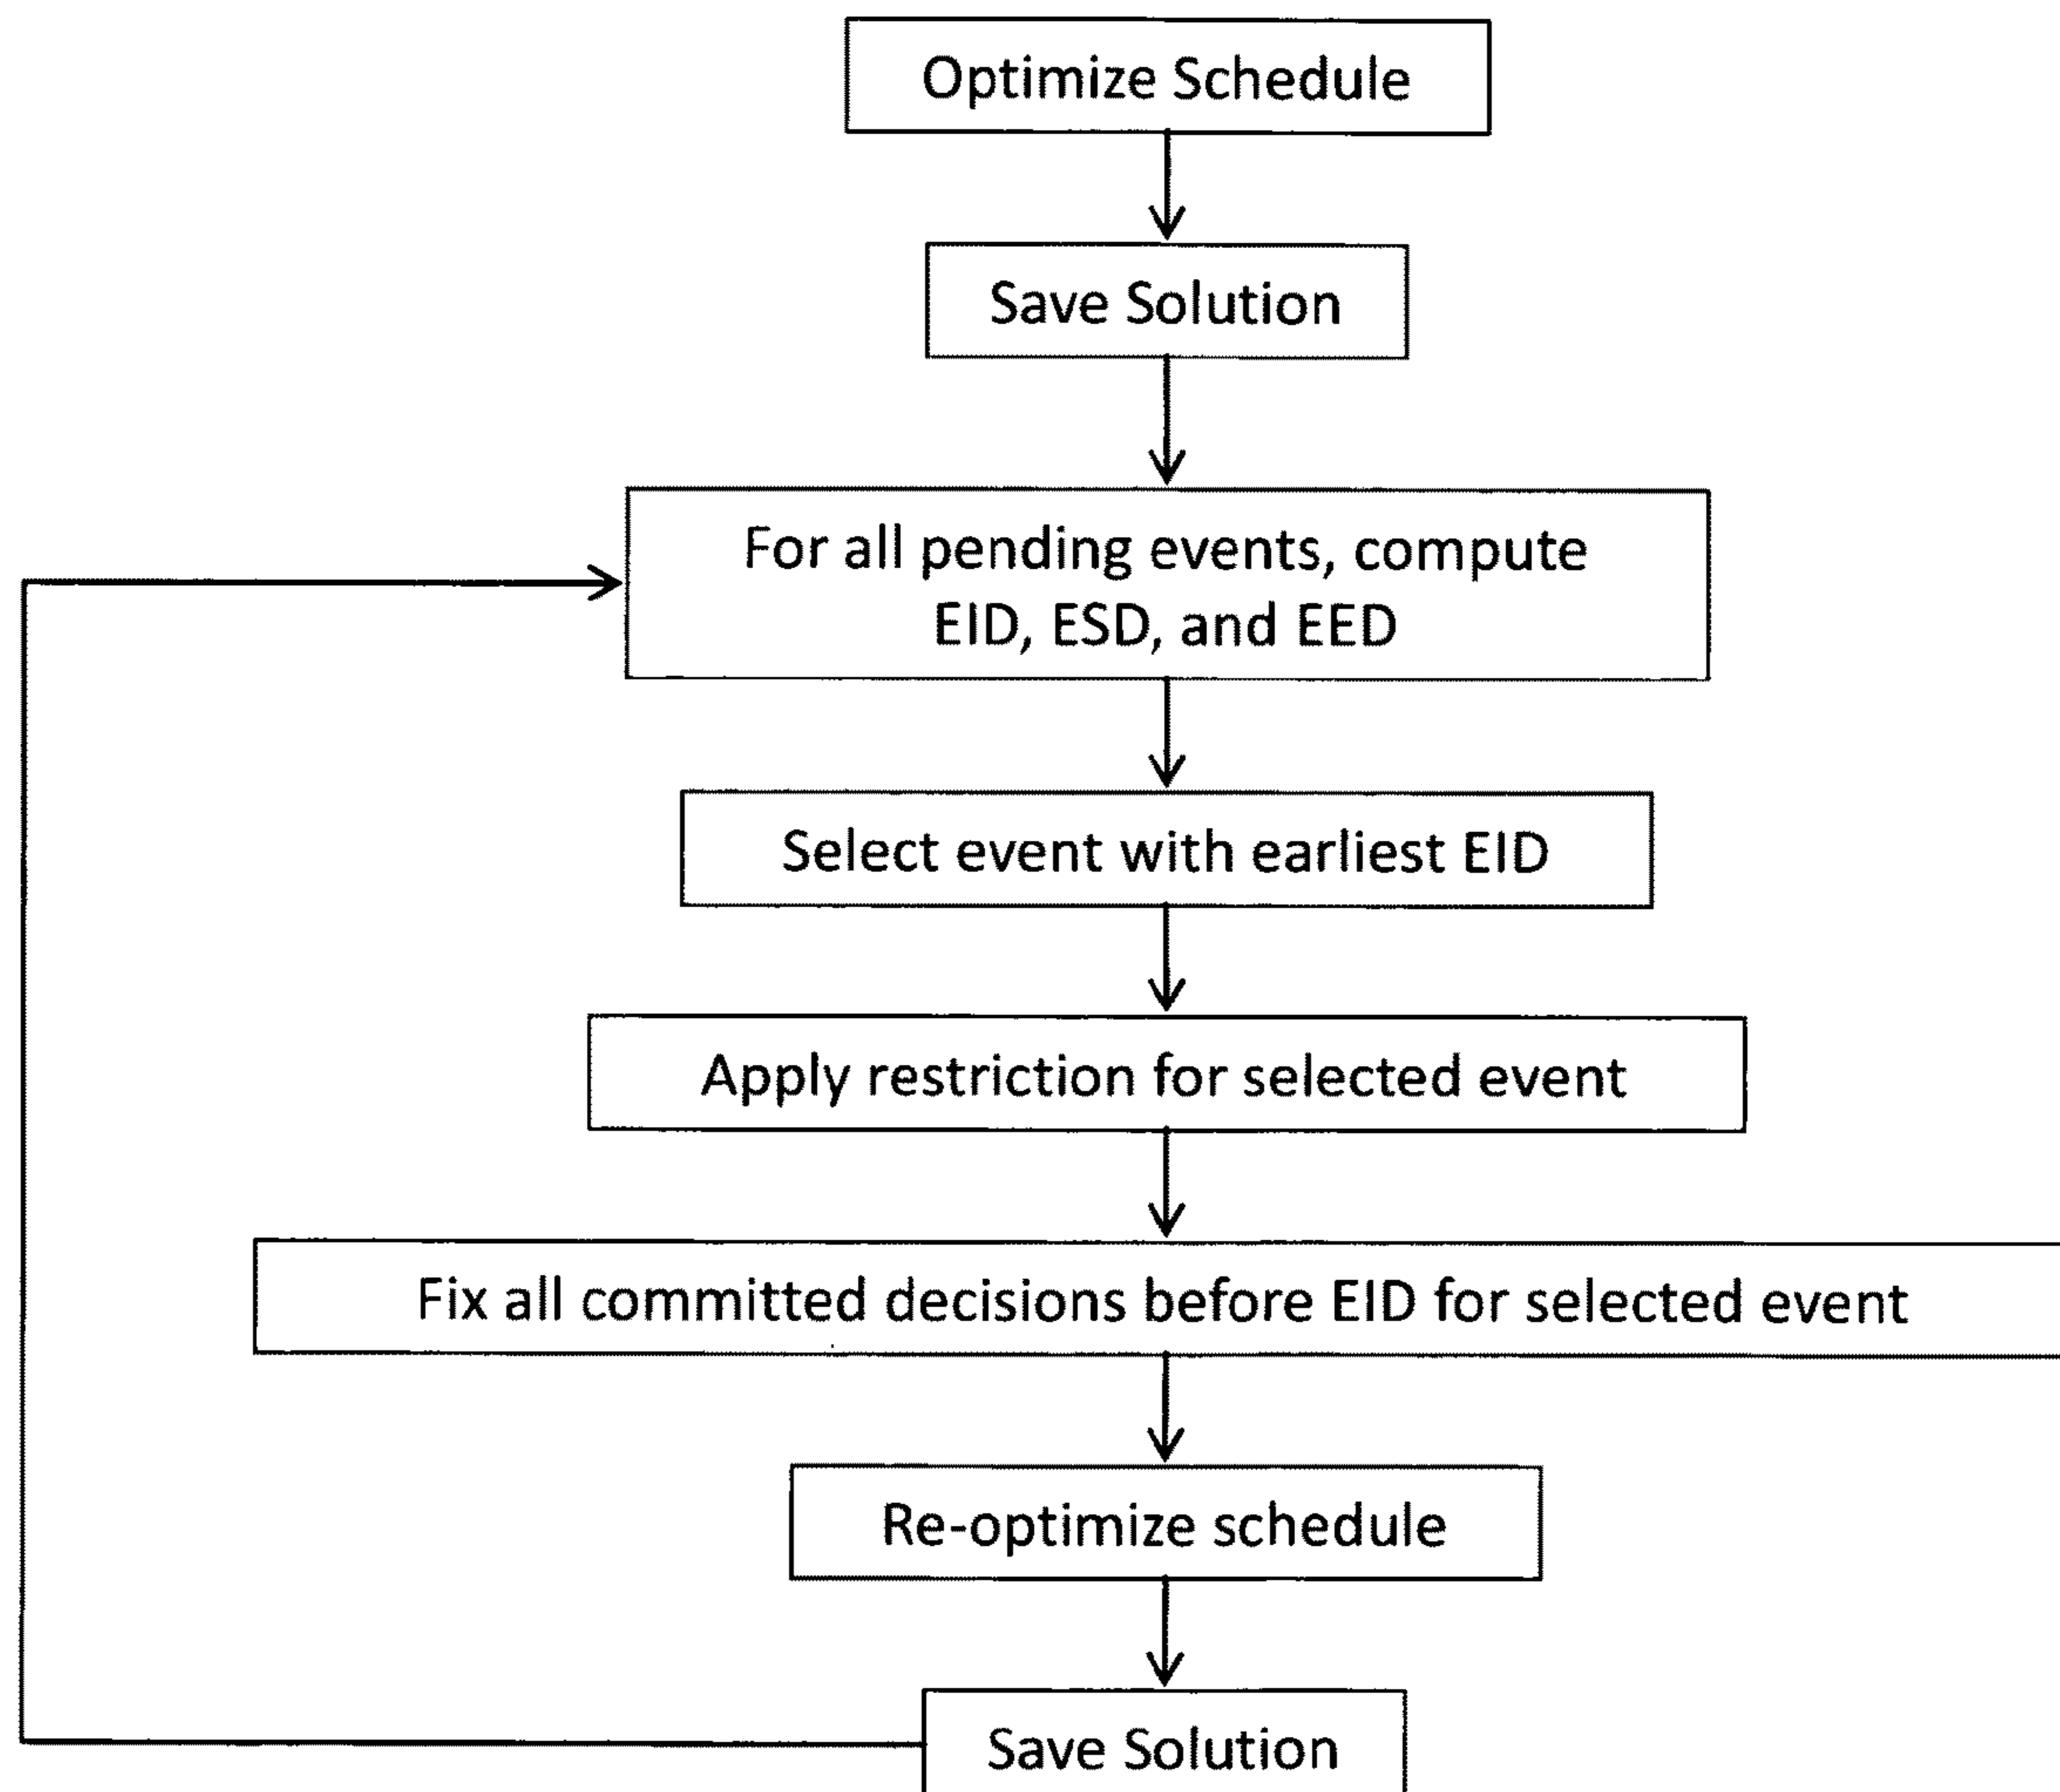 Optimize Schedule
Save Solution
For all pending events, compute
EID, ESD, and EED
Select event with earliest EID
Apply restriction for selected event
Fix all committed decisions before EID for selected event
Re-optimize schedule
Save Solution